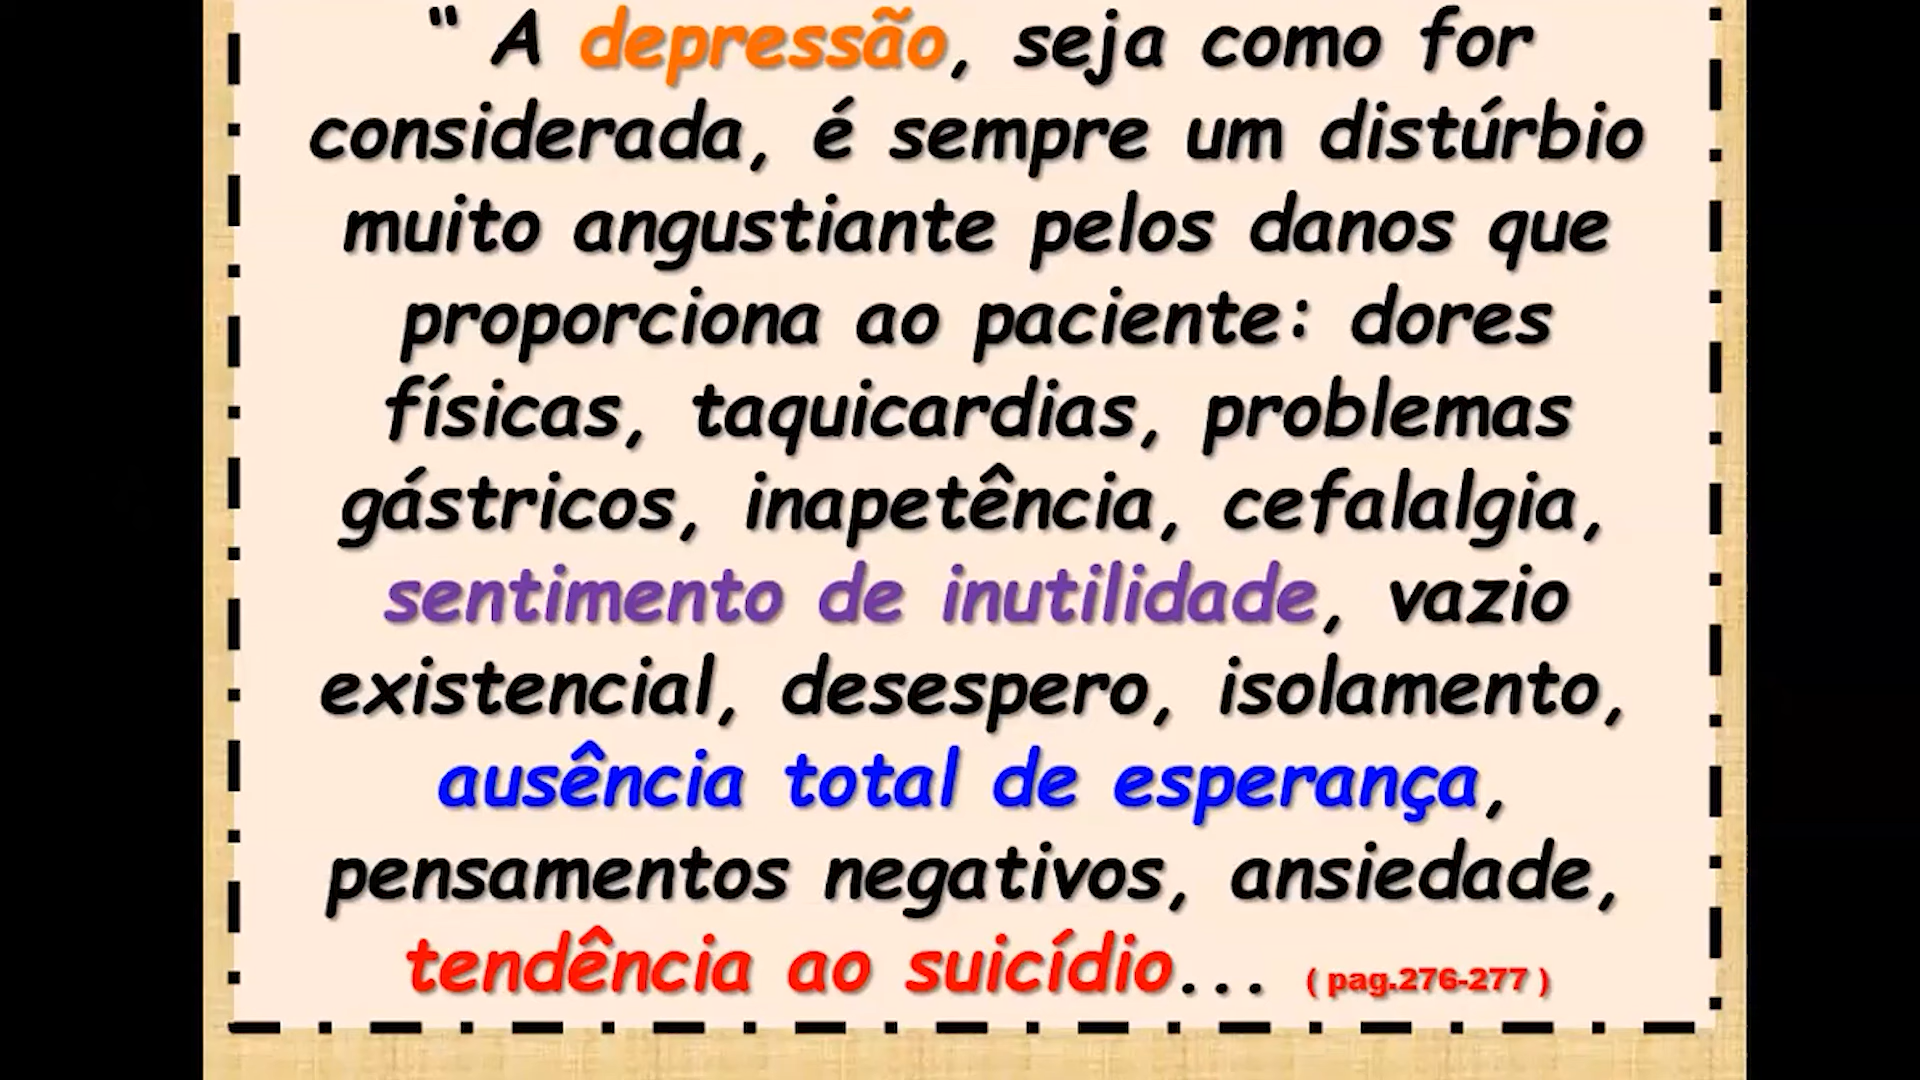 “ A depressão, seja como for
considerada, é sempre um distúrbio
muito angustiante pelos danos que
proporciona ao paciente: dores
físicas, taquicardias, problemas
gástricos, inapetência, cefalalgia,
sentimento de inutilidade, vazio
existencial, desespero, isolamento,
ausência total de esperança,
pensamentos negativos, ansiedade,
tendência ao suicídio... ( pag.276-277 )